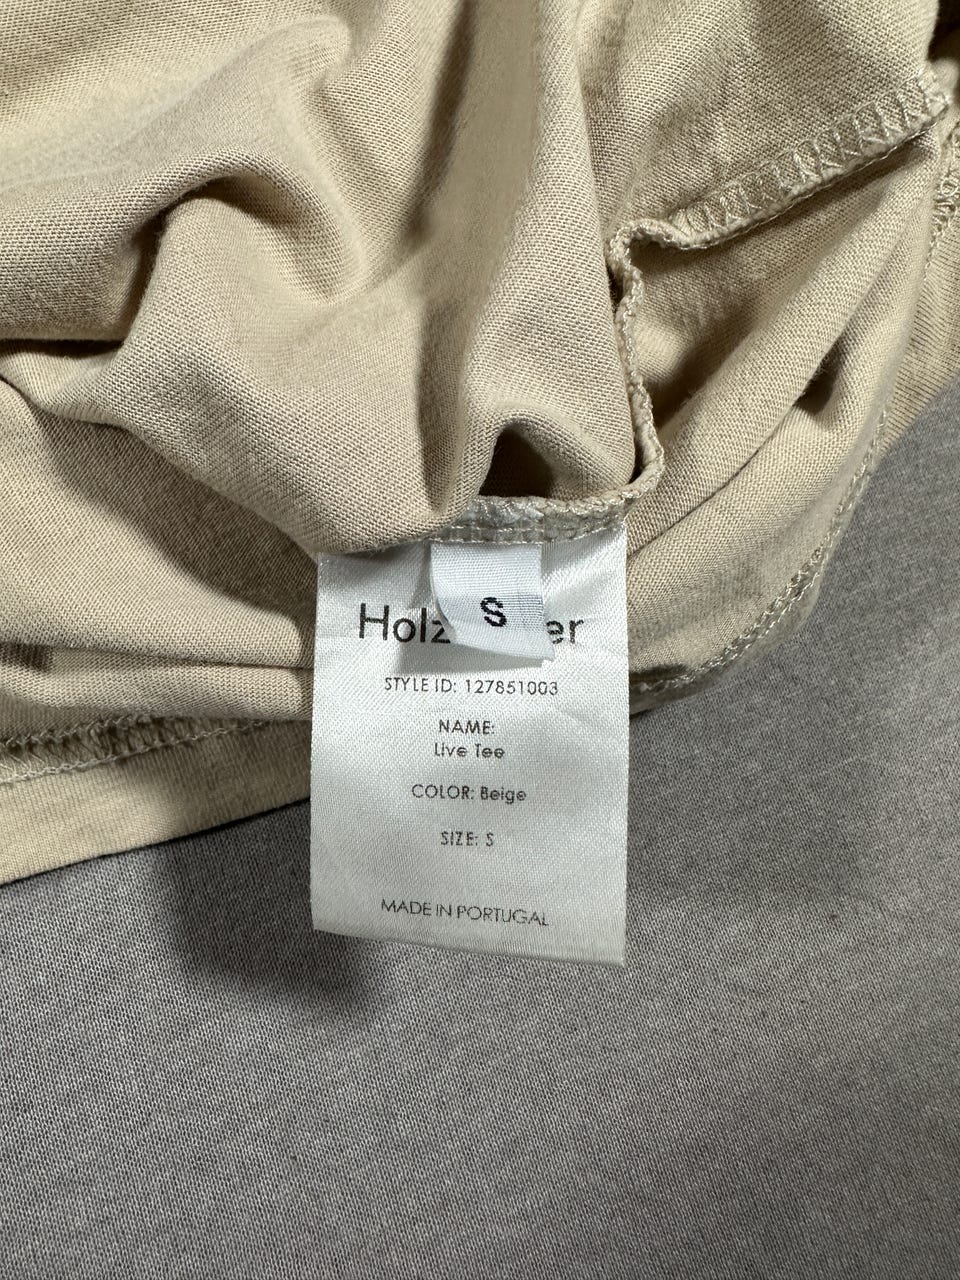 Holz er
S
STYLE ID: 127851003
NAME:
Live Tee
COLOR: Beige
SIZE: S
MADE IN PORTUGAL